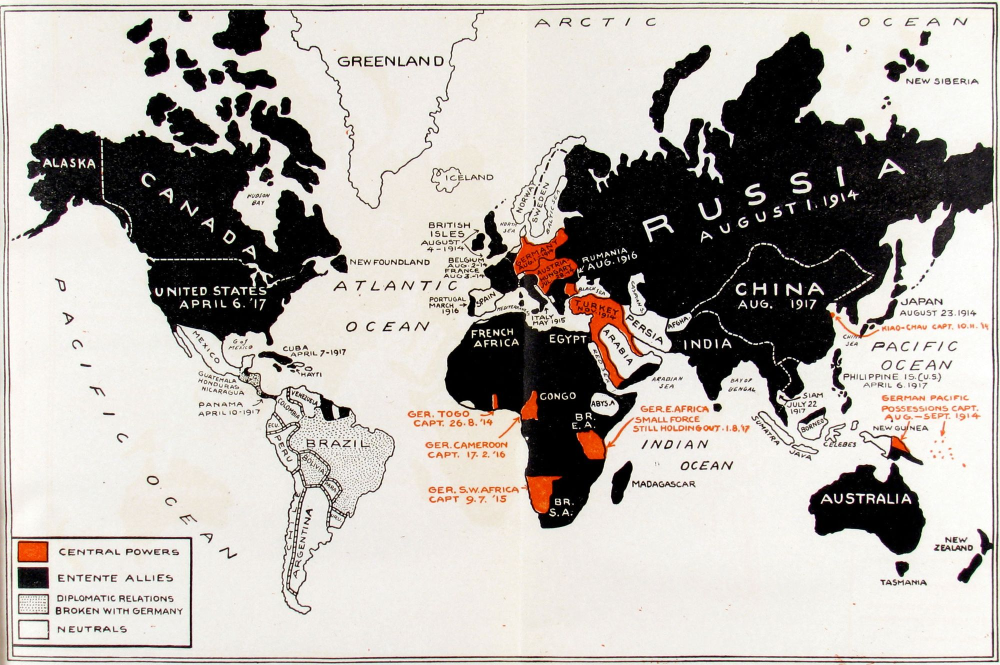 ARCTIC OCEAN
GREENLAND
NEW SIBERIA
ALASKA
CANADA
HUDSON
BAY
ICELAND
NORWAY
SWEDEN
BALTIC SEA
NORTH
SEA
RUSSIA
AUGUST 1. 1914
BRITISH
ISLES
AUGUST
4-1914
BELGIUM
AUG. 2-14
FRANCE
AUG 3.-14
GERMANY
AUG. 1.-1914
AUSTRIA-
HUNGARY
JUL. 28-14
RUMANIA
AUG. 1916
NEW FOUNDLAND
UNITED STATES
APRIL 6. '17
ATLANTIC
OCEAN
PACIFIC OCEAN
PORTUGAL
MARCH
1916
SPAIN
MEDITERRANEAN
ITALY
MAY 1915
BLACK SEA
CASPIAN S.
TURKEY
NOV. 1914
PERSIA
AFGHA.
CHINA
AUG. 1917
JAPAN
AUGUST 23. 1914
KIAO-CHAU CAPT. 10. 11. '14
CHINA
SEA
PACIFIC
OCEAN
MEXICO
G of
MEXICO
CUBA
APRIL 7-1917
HAYTI
GUATEMALA
HONDURAS
NICARAGUA
PANAMA
APRIL 10-1917
FRENCH
AFRICA
EGYPT
ARABIA
RED SEA
ARABIAN
SEA
INDIA
BAY OF
BENGAL
SIAM
JULY 22
1917
PHILIPPINE IS. (U.S.)
APRIL 6. 1917
GERMAN PACIFIC
POSSESSIONS CAPT.
AUG.-SEPT. 1914
NEW GUINEA
VENEZUELA
COLOMBIA
ECU.
PERU
BRAZIL
BOLIVIA
PARA.
URU.
CHILE
ARGENTINA
CONGO
ABYS.A
BR.
E. A.
GER. TOGO
CAPT. 26. 8. '14
GER. CAMEROON
CAPT. 17. 2. '16
GER. E. AFRICA
SMALL FORCE
STILL HOLDING OUT. 1. 8. '17
GER. S.W. AFRICA
CAPT 9. 7. '15
BR.
S. A.
MADAGASCAR
INDIAN
OCEAN
SUMATRA
JAVA
BORNEO
CELEBES
AUSTRALIA
TASMANIA
NEW
ZEALAND
CENTRAL POWERS
ENTENTE ALLIES
DIPLOMATIC RELATIONS
BROKEN WITH GERMANY
NEUTRALS